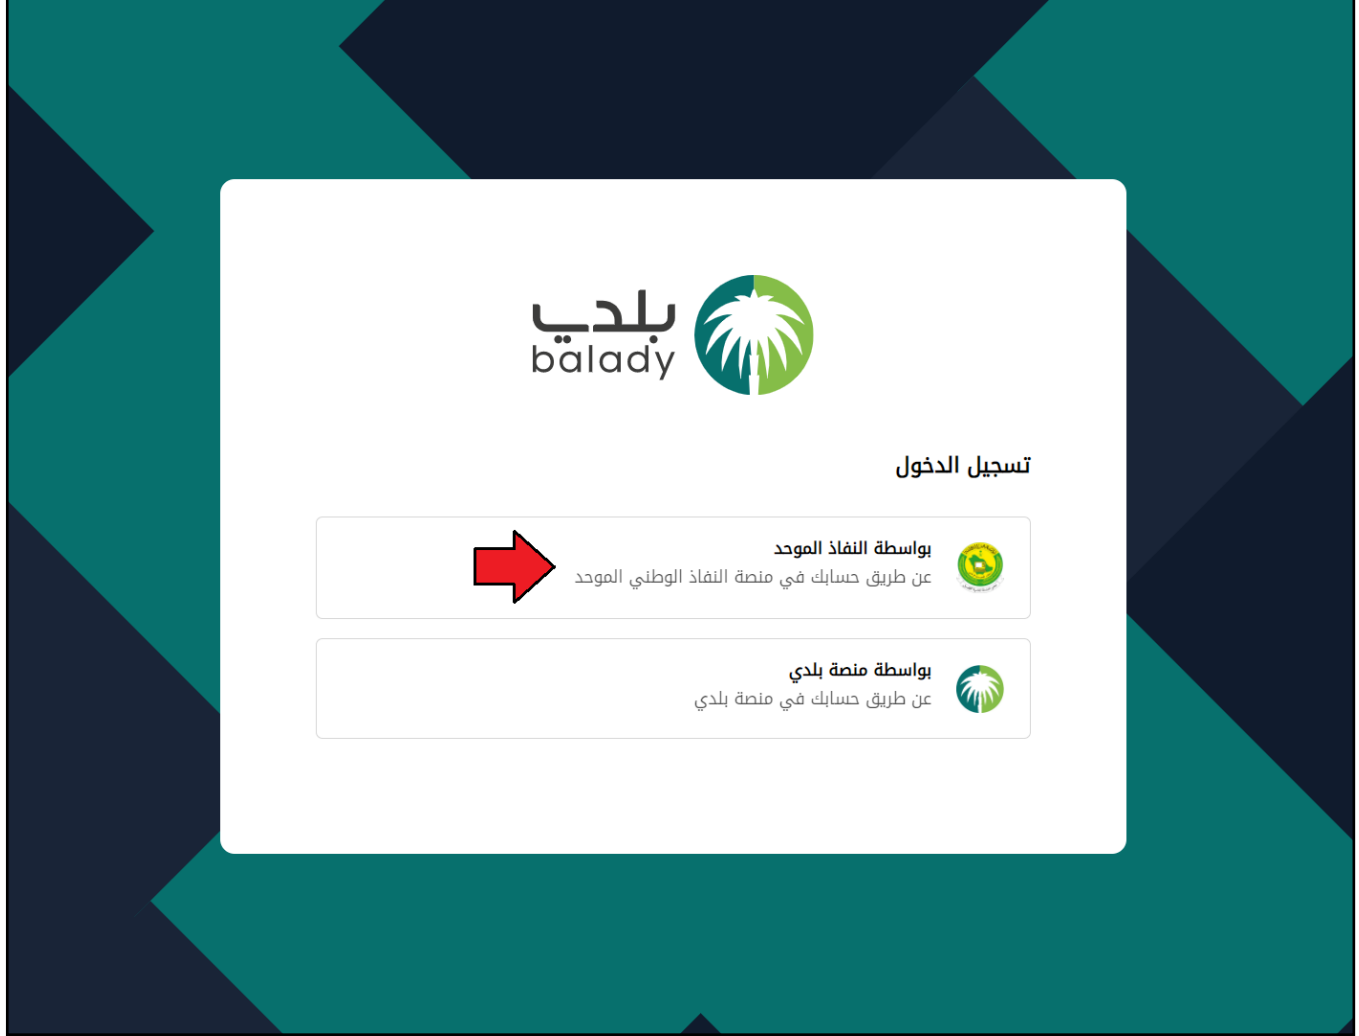 بلدي
balady
تسجيل الدخول
بواسطة النفاذ الموحد
عن طريق حسابك في منصة النفاذ الوطني الموحد
بواسطة منصة بلدي
عن طريق حسابك في منصة بلدي